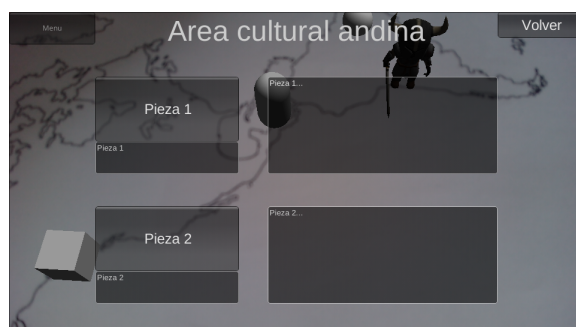 Menu
Area cultural andina
Volver
Pieza 1
Pieza 1
Pieza 1...
Pieza 2
Pieza 2
Pieza 2...